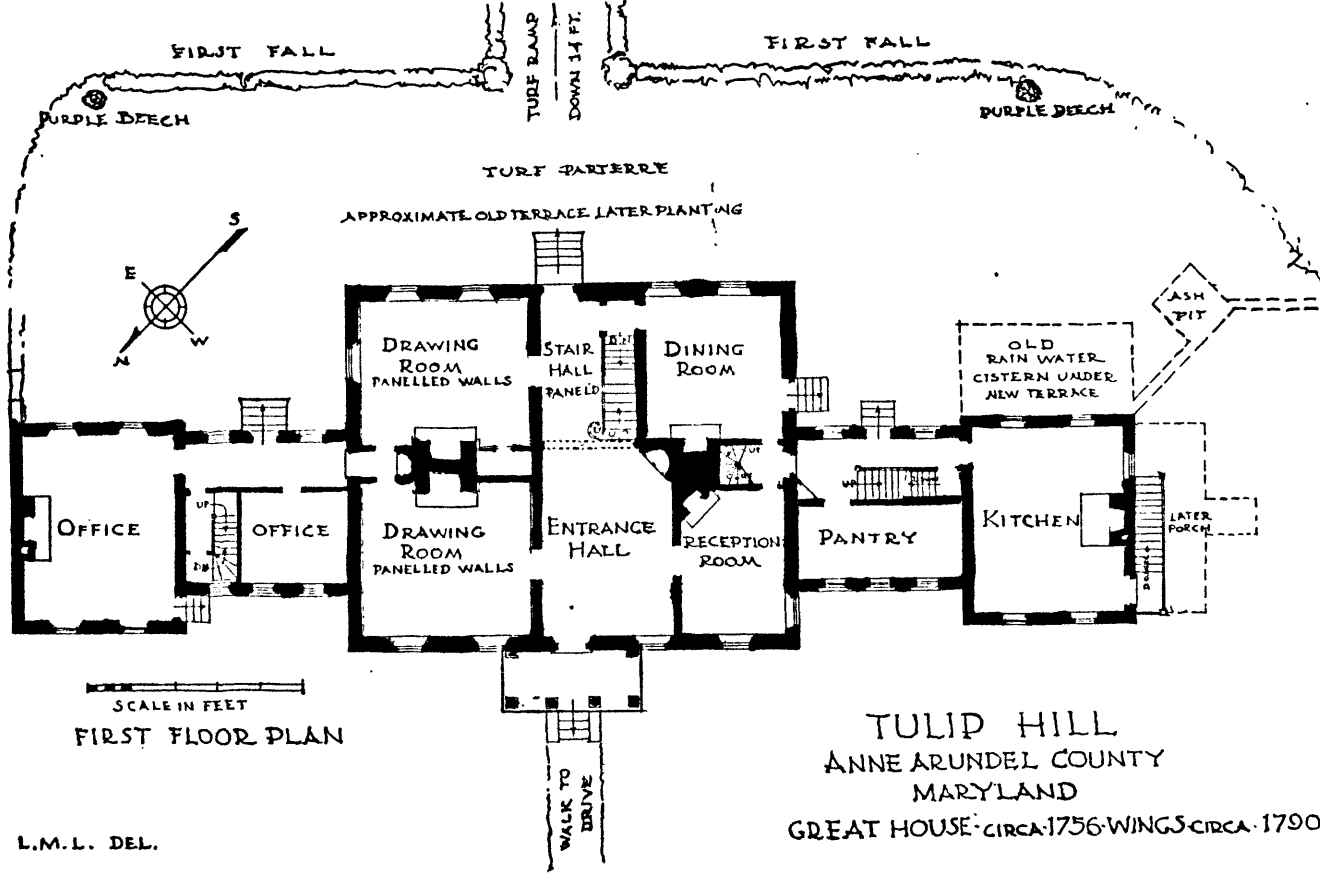 FIRST FALL
FIRST FALL
TURF RAMP
DOWN 14 FT.
PURPLE BEECH
PURPLE BEECH
TURF PARTERRE
APPROXIMATE OLD TERRACE LATER PLANTING
S
E
W
N
ASH
PIT
OLD
RAIN WATER
CISTERN UNDER
NEW TERRACE
DRAWING
ROOM
PANELLED WALLS
STAIR
HALL
PANEL'D
DINING
ROOM
UP
UP
UP
UP
OFFICE
OFFICE
DN
DRAWING
ROOM
PANELLED WALLS
ENTRANCE
HALL
RECEPTION
ROOM
PANTRY
KITCHEN
DOWN
LATER
PORCH
SCALE IN FEET
FIRST FLOOR PLAN
WALK TO
DRIVE
TULIP HILL
ANNE ARUNDEL COUNTY
MARYLAND
GREAT HOUSE·CIRCA·1756·WINGS·CIRCA·1790
L.M.L. DEL.